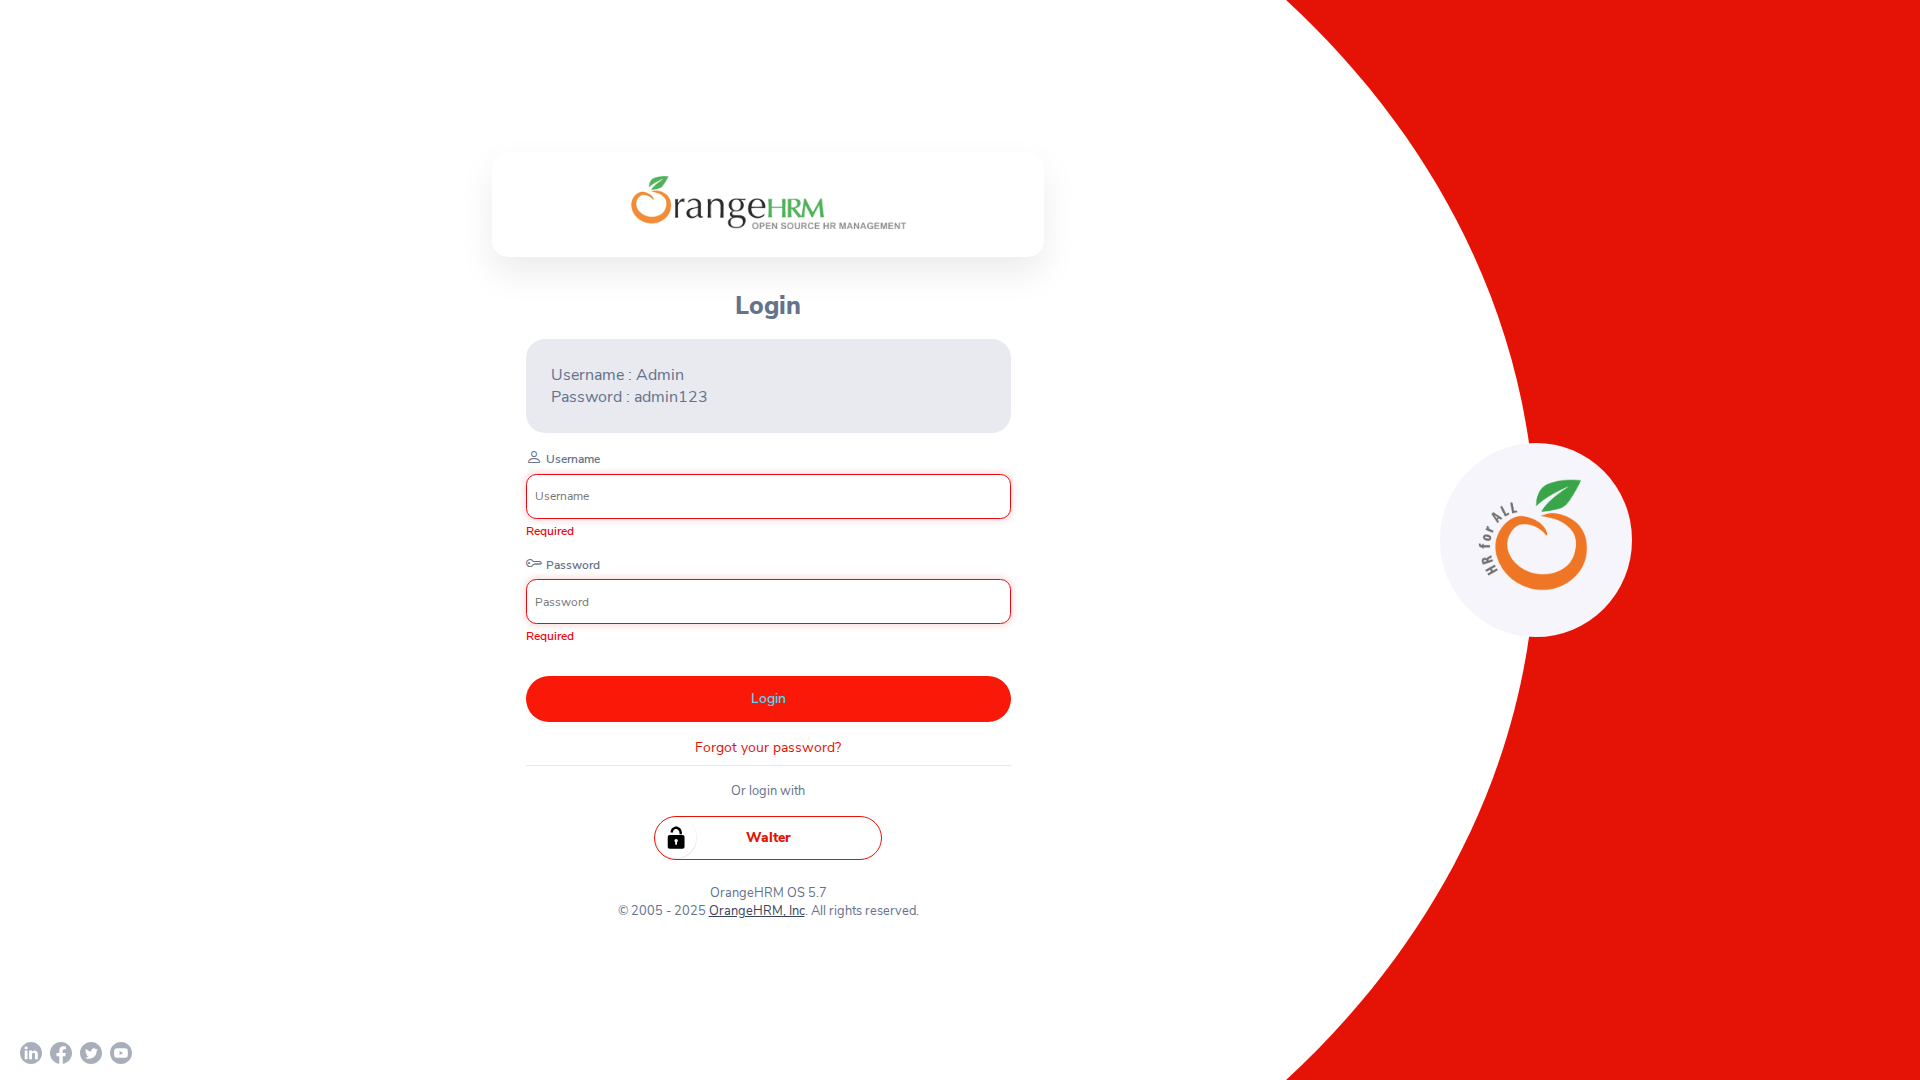 OrangeHRM
OPEN SOURCE HR MANAGEMENT
Login
Username : Admin
Password : admin123
Username
Username
Required
Password
Password
Required
Login
Forgot your password?
Or login with
Walter
OrangeHRM OS 5.7
© 2005 - 2025 OrangeHRM, Inc. All rights reserved.
HR for ALL